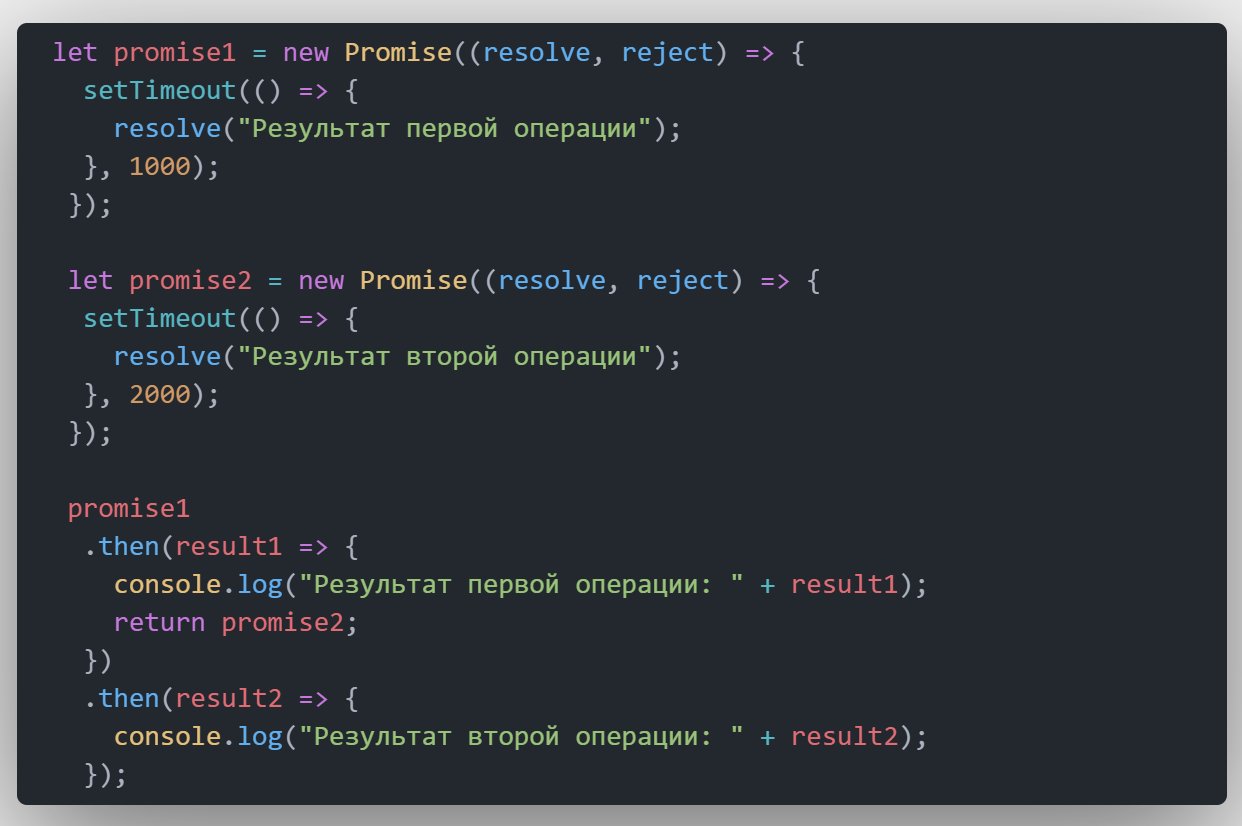 let promise1 = new Promise((resolve, reject) => {
  setTimeout(() => {
    resolve("Результат первой операции");
  }, 1000);
 });

 let promise2 = new Promise((resolve, reject) => {
  setTimeout(() => {
    resolve("Результат второй операции");
  }, 2000);
 });

 promise1
  .then(result1 => {
    console.log("Результат первой операции: " + result1);
    return promise2;
  })
  .then(result2 => {
    console.log("Результат второй операции: " + result2);
  });